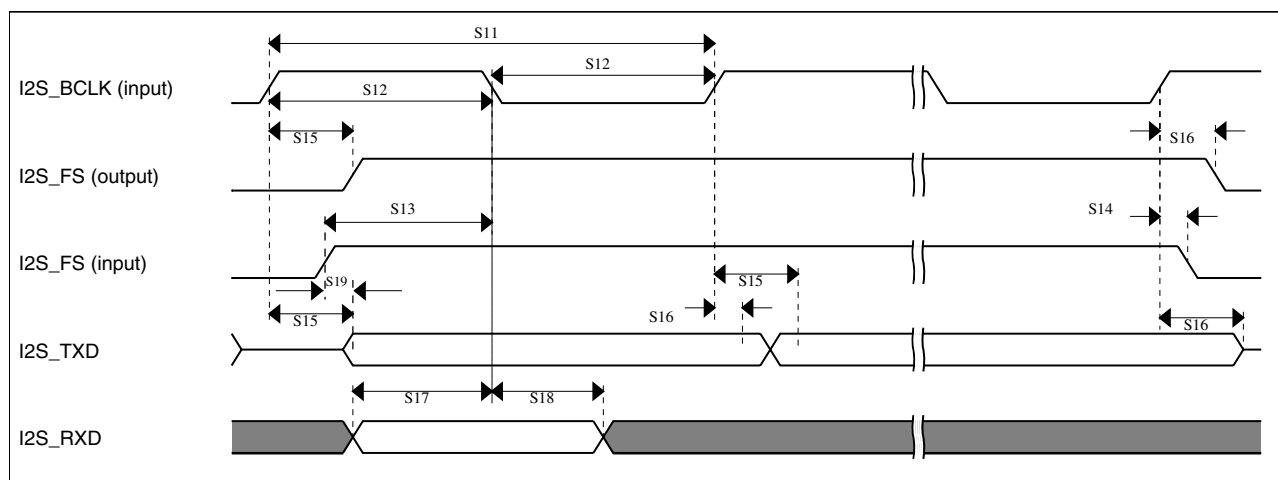 S11
I2S_BCLK (input)
S12
S12
S15
S16
I2S_FS (output)
S13
S14
I2S_FS (input)
S19
S15
S15
S16
S16
I2S_TXD
S17
S18
I2S_RXD